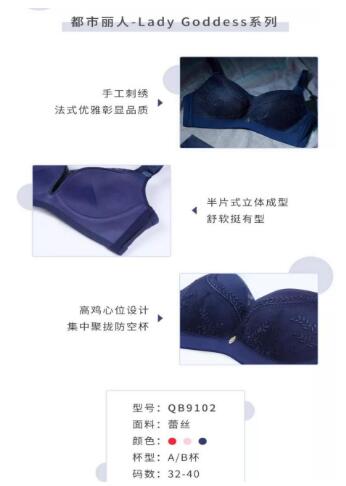 都市丽人-Lady Goddess系列
手工刺绣
法式优雅彰显品质
半片式立体成型
舒软挺有型
高鸡心位设计
集中聚拢防空杯
型号：QB9102
面料：蕾丝
颜色：
杯型：A/B杯
码数：32-40